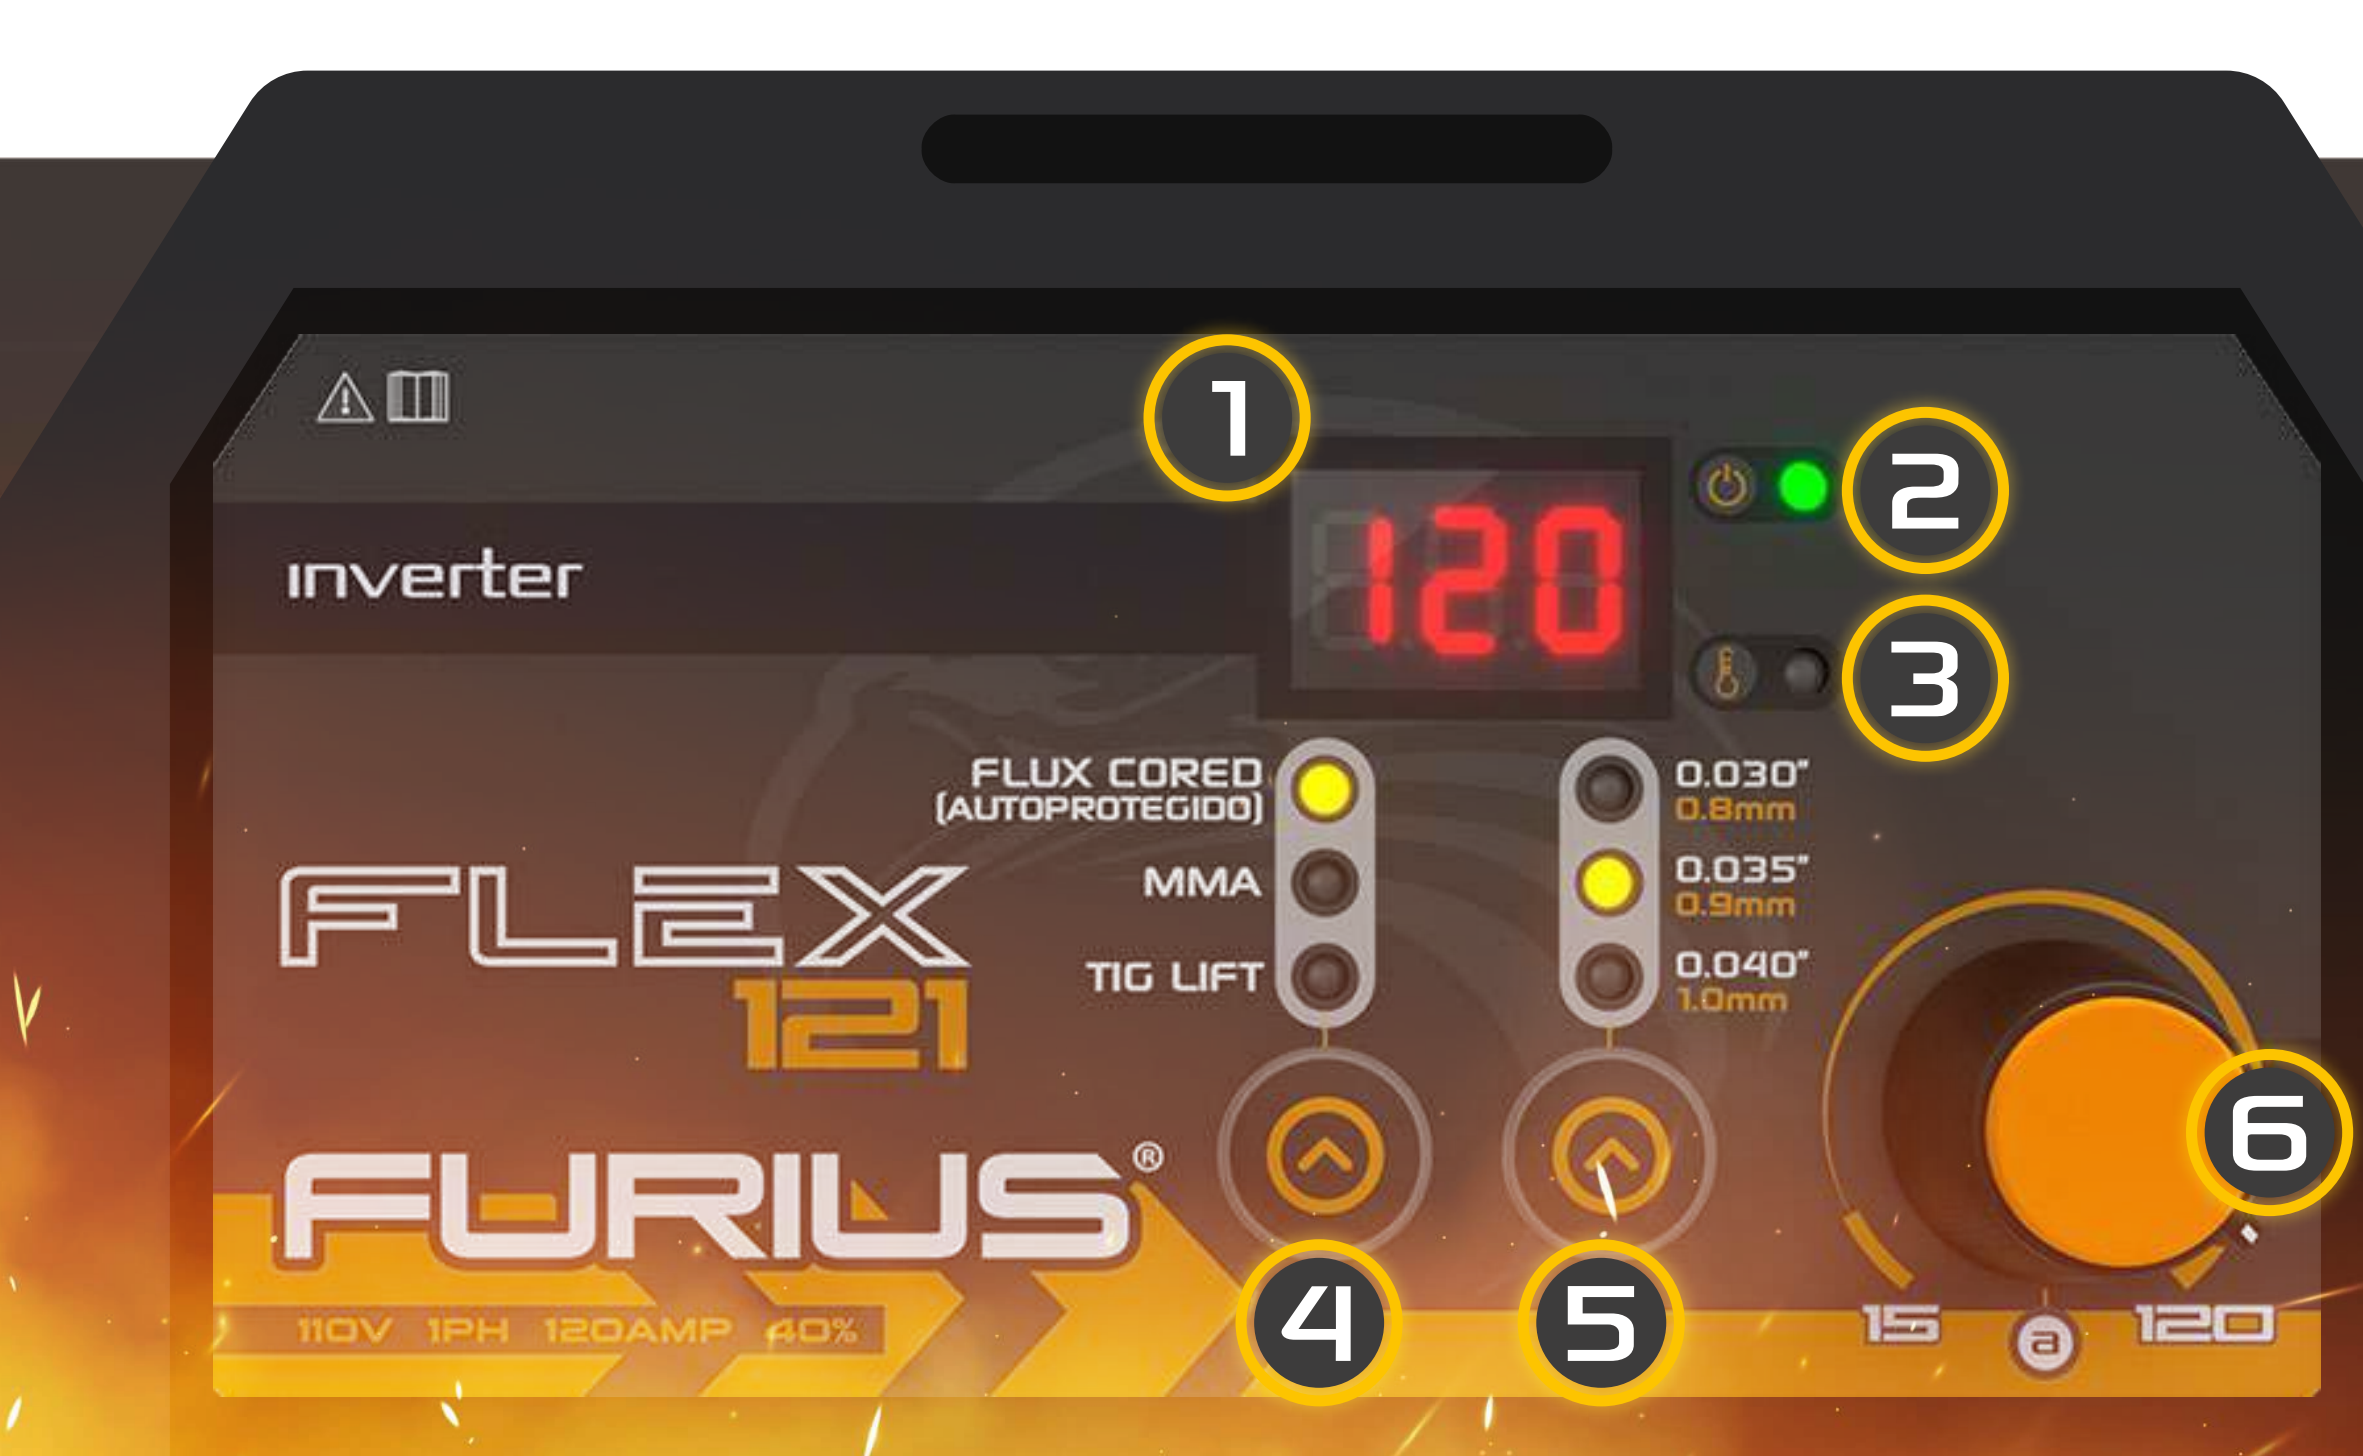 1
120
2
inverter
3
FLUX CORED
(AUTOPROTEGIDO)
MMA
TIG LIFT
0.030"
0.8mm
0.035"
0.9mm
0.040"
1.0mm
FLEX
121
6
FURIUS®
110V 1PH 120AMP 40%
4
5
15
a
120